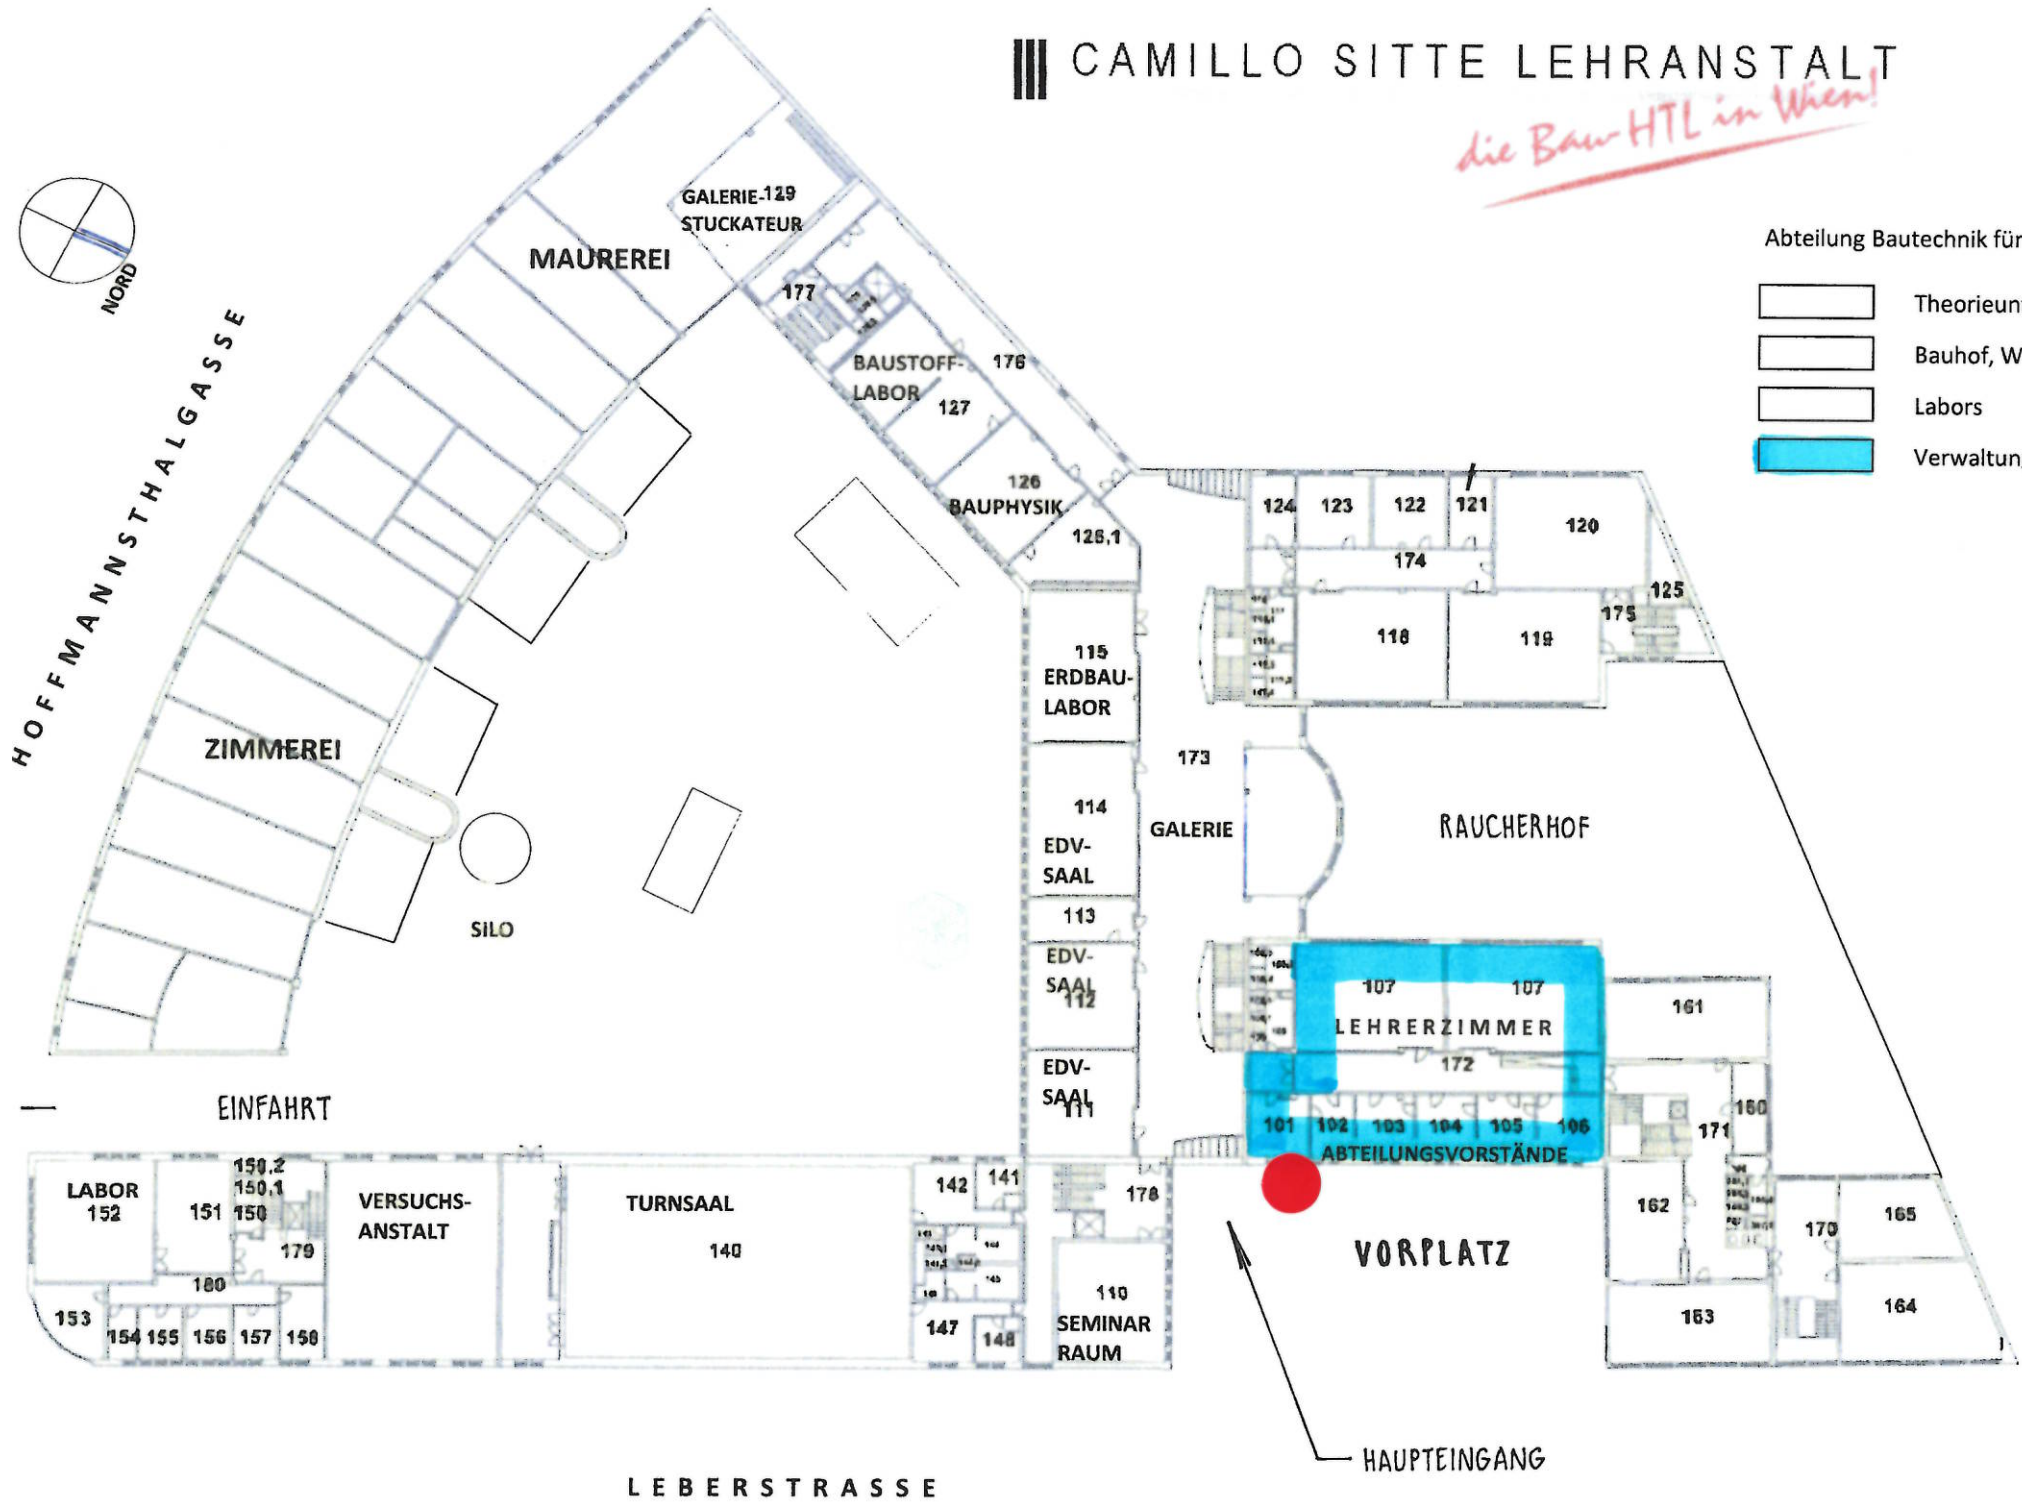 CAMILLO SITTE LEHRANSTALT
die Bau-HTL in Wien!
Abteilung Bautechnik für
Theorieun
Bauhof, W
Labors
Verwaltun
NORD
HOFFMANNSTHALGASSE
GALERIE-129
STUCKATEUR
MAUREREI
177
BAUSTOFF-
LABOR
127
176
126
BAUPHYSIK
126,1
124
123
122
121
120
174
125
175
118
119
115
ERDBAU-
LABOR
173
114
GALERIE
EDV-
SAAL
RAUCHERHOF
ZIMMEREI
SILO
113
EDV-
SAAL
112
107
107
LEHRERZIMMER
161
172
EDV-
SAAL
111
101
102
103
104
105
106
ABTEILUNGSVORSTÄNDE
160
171
EINFAHRT
LABOR
152
151
150,2
150,1
150
179
VERSUCHS-
ANSTALT
TURNSAAL
140
142
141
178
162
170
165
VORPLATZ
180
153
154
155
156
157
158
147
148
110
SEMINAR
RAUM
163
164
HAUPTEINGANG
LEBERSTRASSE